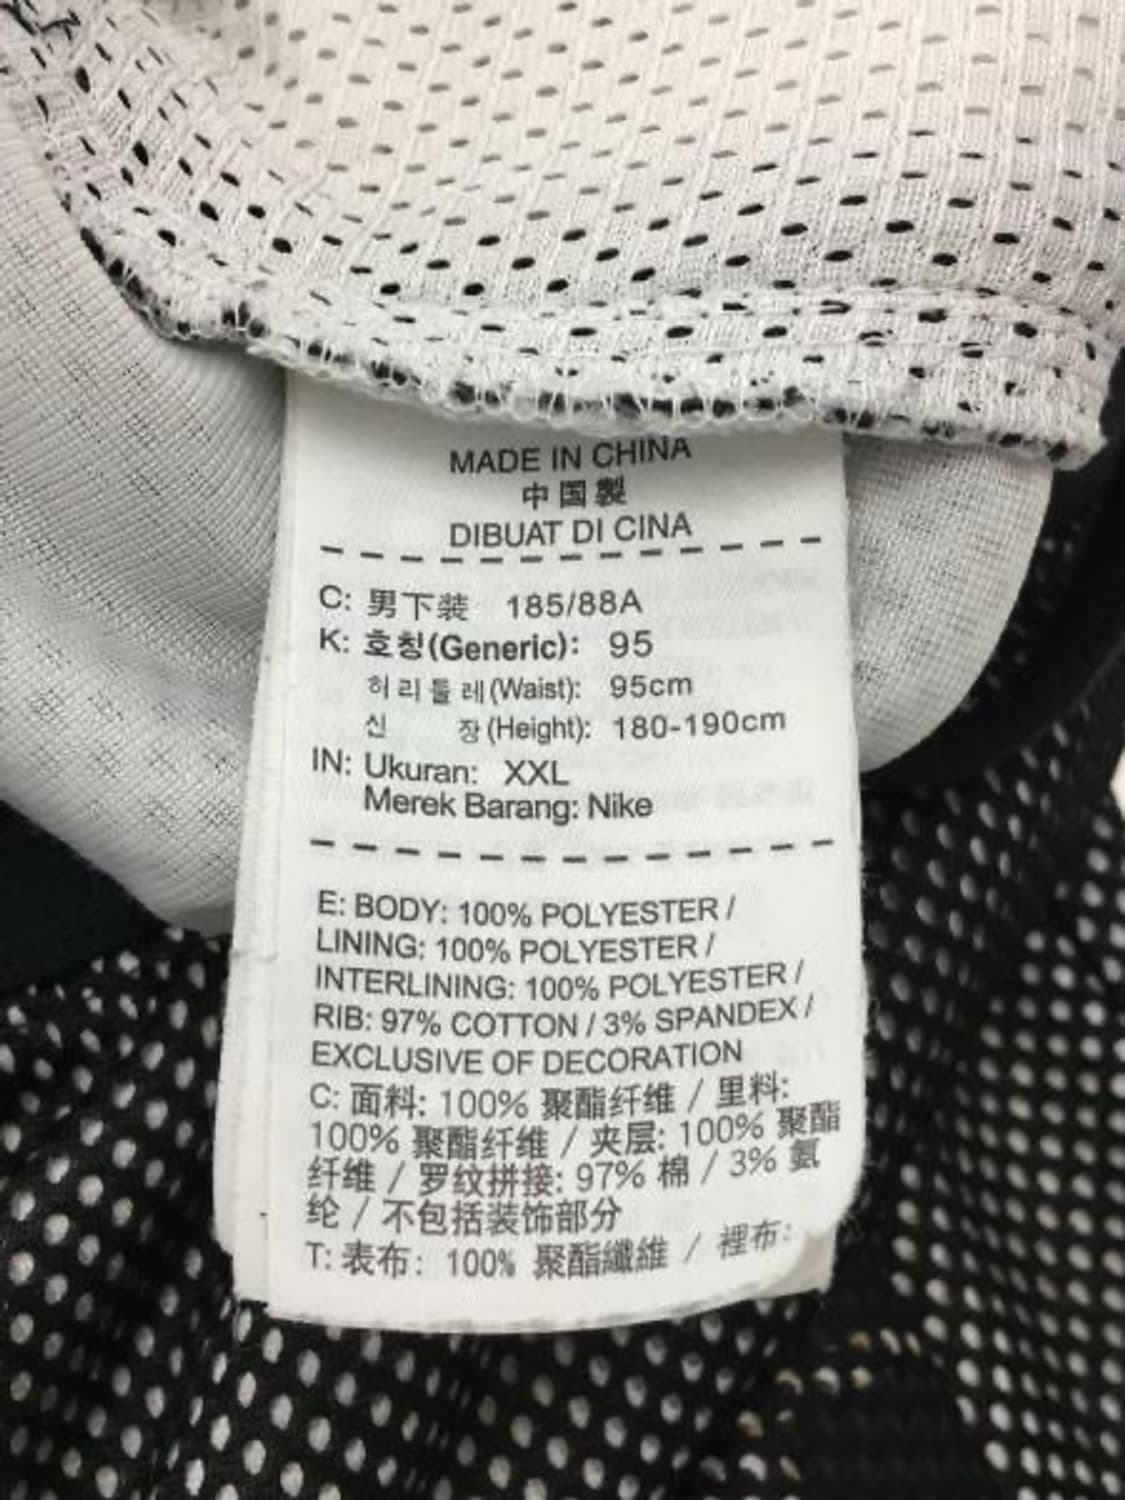 MADE IN CHINA
中国製
DIBUAT DI CINA
C: 男下装 185/88A
K: 호칭(Generic): 95
허리둘레(Waist): 95cm
신 장(Height): 180-190cm
IN: Ukuran: XXL
Merek Barang: Nike
E: BODY: 100% POLYESTER /
LINING: 100% POLYESTER /
INTERLINING: 100% POLYESTER /
RIB: 97% COTTON / 3% SPANDEX /
EXCLUSIVE OF DECORATION
C: 面料: 100% 聚酯纤维 / 里料:
100% 聚酯纤维 / 夹层: 100% 聚酯
纤维 / 罗纹拼接: 97% 棉 / 3% 氨
纶 / 不包括装饰部分
T: 表布: 100% 聚酯纖維 / 裡布: